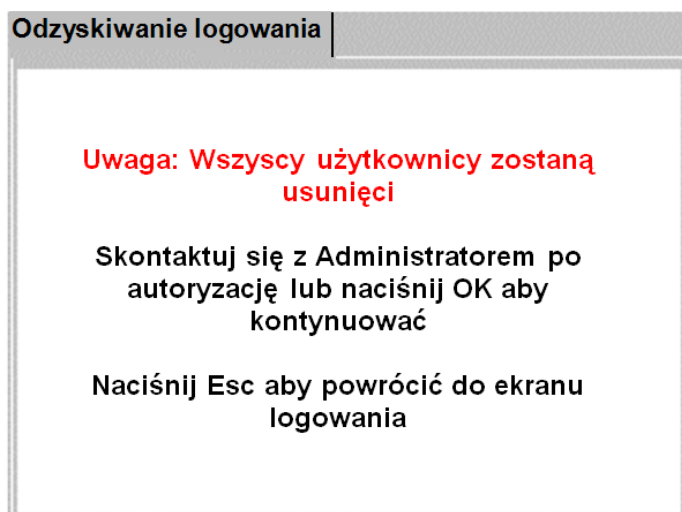 Odzyskiwanie logowania
Uwaga: Wszyscy użytkownicy zostaną
usunięci
Skontaktuj się z Administratorem po
autoryzację lub naciśnij OK aby
kontynuować
Naciśnij Esc aby powrócić do ekranu
logowania